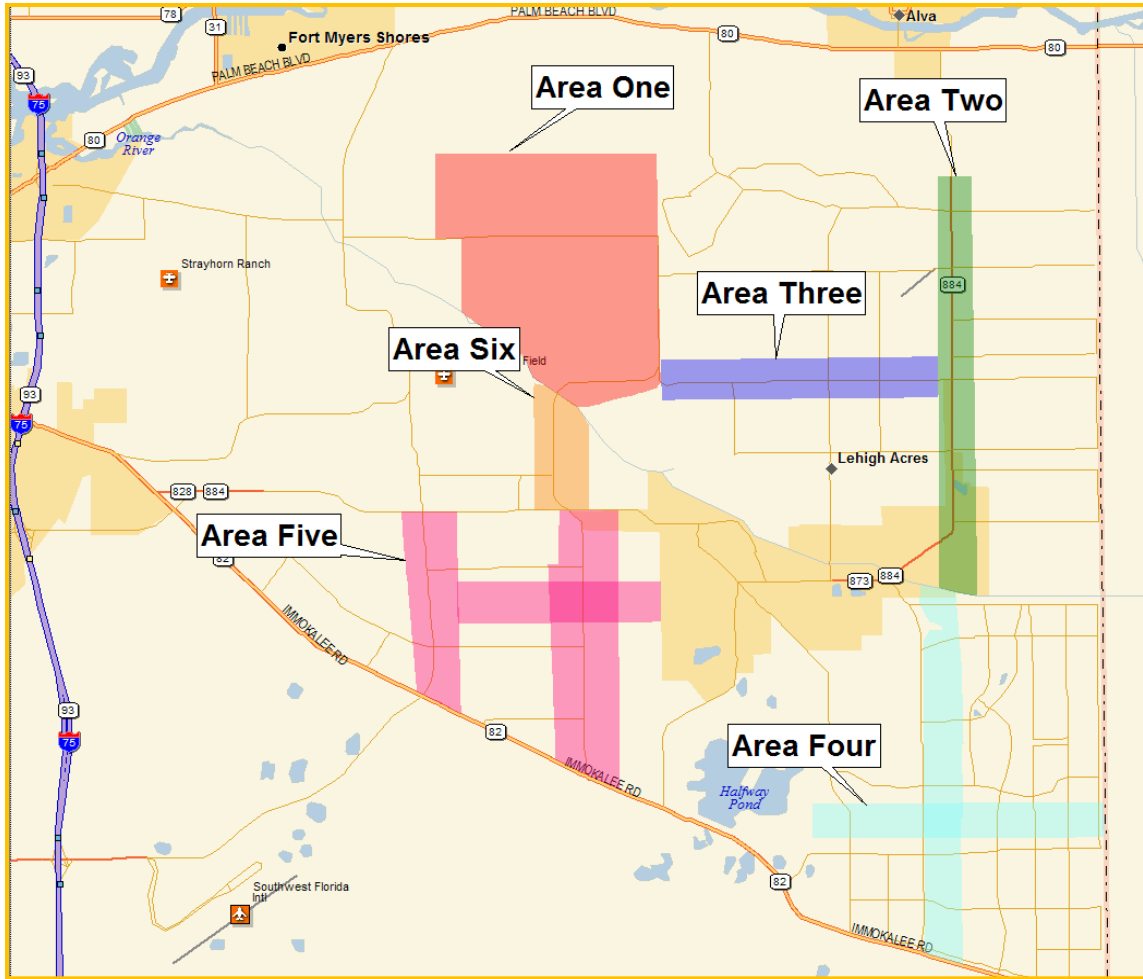 78
PALM BEACH BLVD
Alva
31
80
80
Fort Myers Shores
93
PALM BEACH BLVD
75
Area One
Area Two
80
Orange
River
Strayhorn Ranch
884
Area Three
Area Six
Field
93
75
Lehigh Acres
828
884
Area Five
82
884
873
IMMOKALEE RD
93
75
82
Area Four
IMMOKALEE RD
Halfway
Pond
82
Southwest Florida
Intl
IMMOKALEE RD